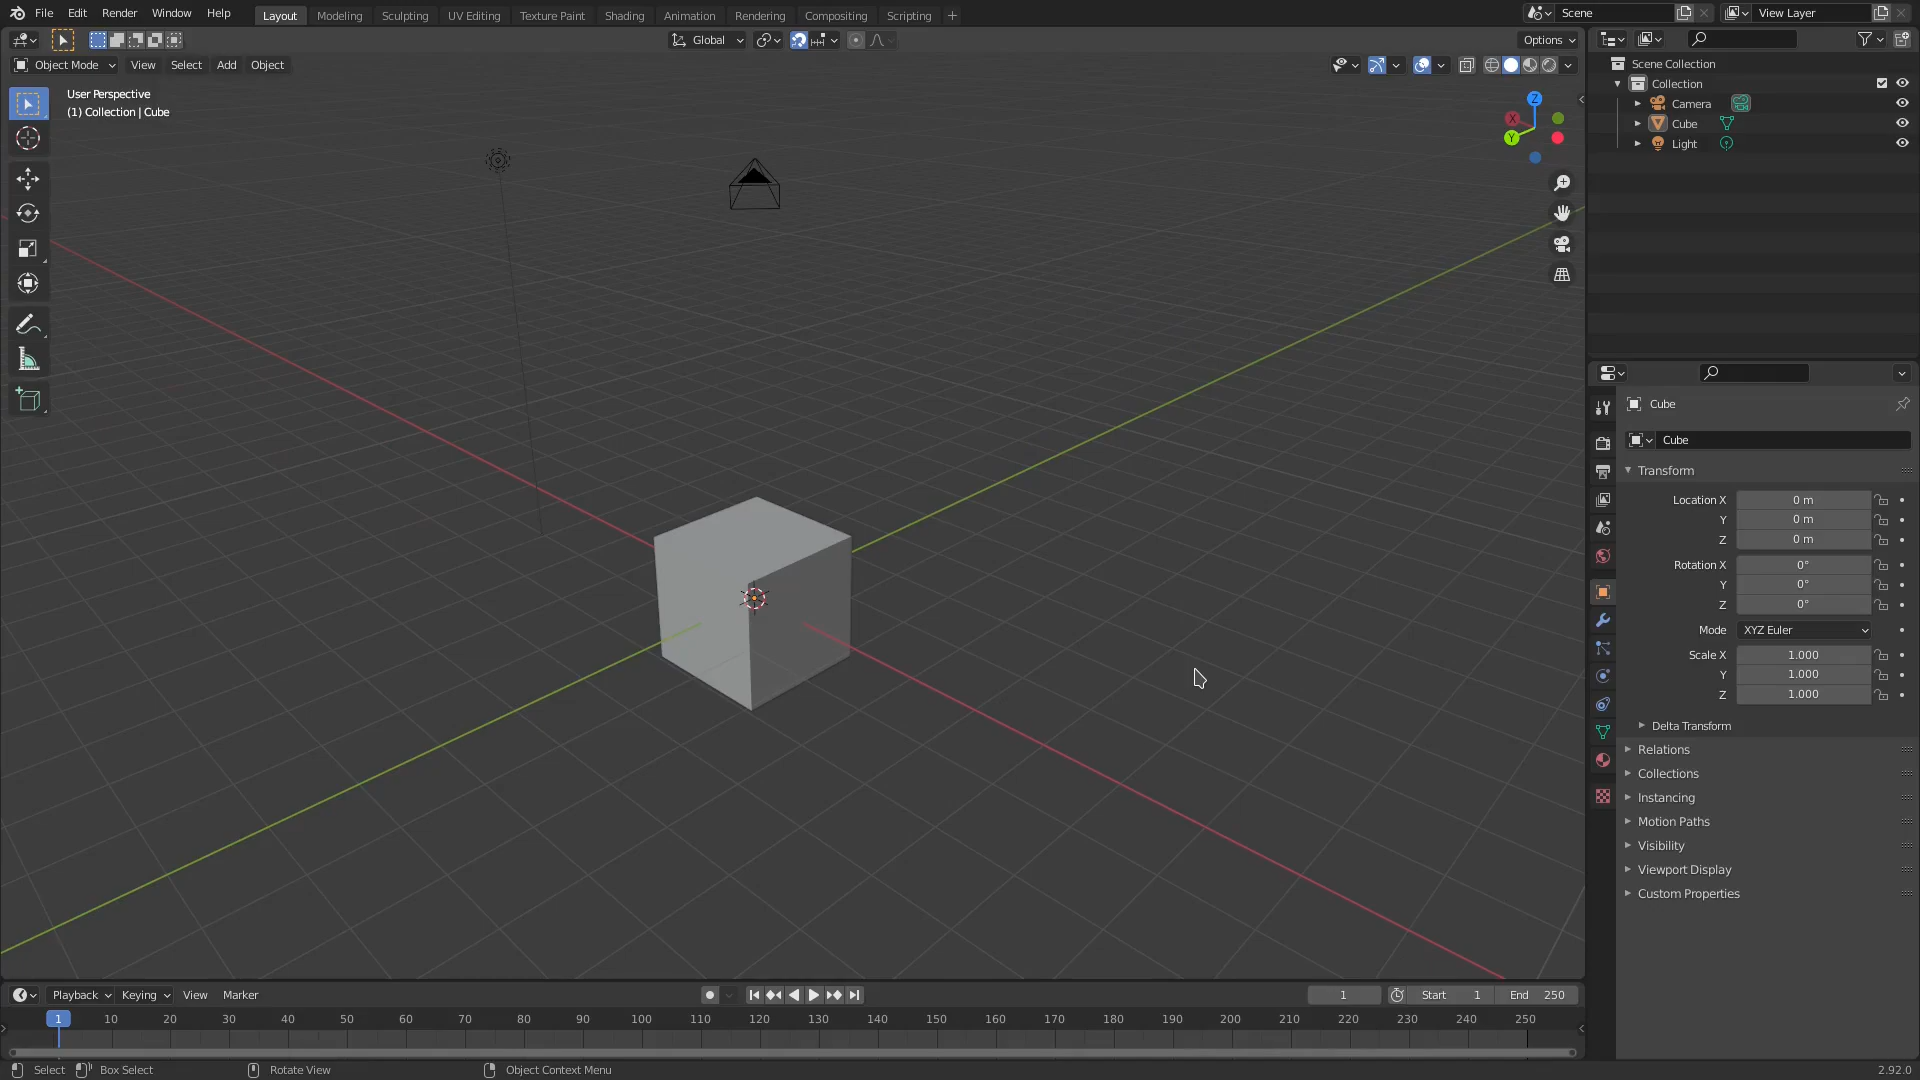 File Edit Render Window Help Layout Modeling Sculpting UV Editing Texture Paint Shading Animation Rendering Compositing Scripting + Scene View Layer
Global Options
Object Mode View Select Add Object
User Perspective
(1) Collection | Cube
Z
X
Y
Scene Collection
Collection
Camera
Cube
Light
Cube
Cube
Transform
Location X 0 m
Y 0 m
Z 0 m
Rotation X 0°
Y 0°
Z 0°
Mode XYZ Euler
Scale X 1.000
Y 1.000
Z 1.000
Delta Transform
Relations
Collections
Instancing
Motion Paths
Visibility
Viewport Display
Custom Properties
Playback Keying View Marker 1 Start 1 End 250
1 10 20 30 40 50 60 70 80 90 100 110 120 130 140 150 160 170 180 190 200 210 220 230 240 250
Select Box Select Rotate View Object Context Menu 2.92.0